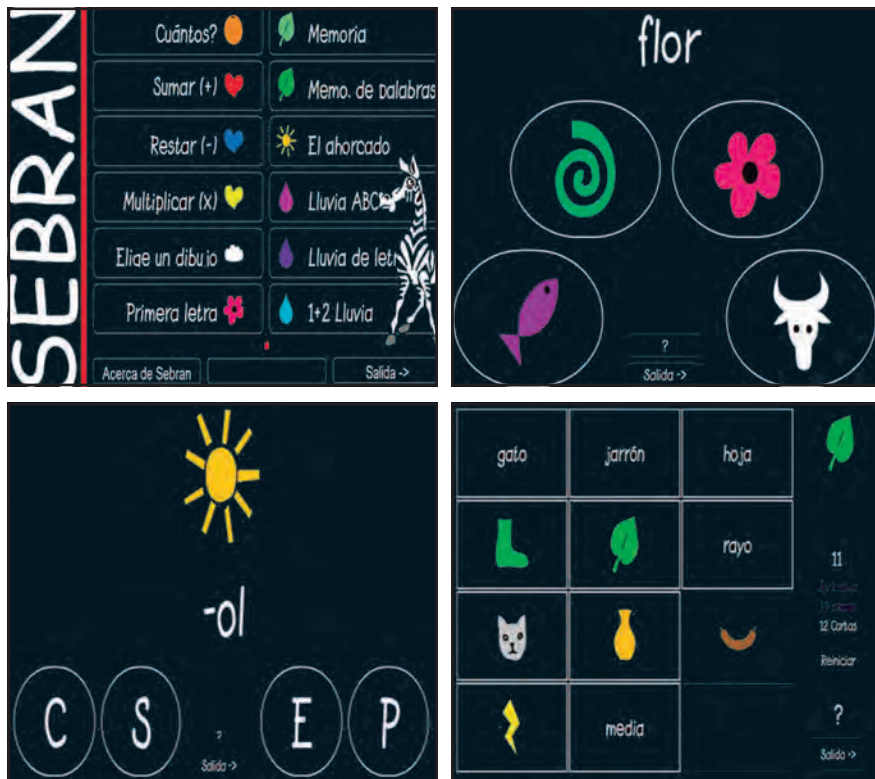 SEBRAN
Cuántos?
Memoria
Sumar (+)
Memo. de palabras
Restar (-)
El ahorcado
Multiplicar (x)
Lluvia ABC
Elige un dibujo
Lluvia de let
Primera letra
1+2 Lluvia
Acerca de Sebran
Salida ->
flor
?
Salida ->
-ol
C S E P
?
Salida ->
gato jarrón hoja
rayo
media
11
12 Cartas
Reiniciar
?
Salida ->